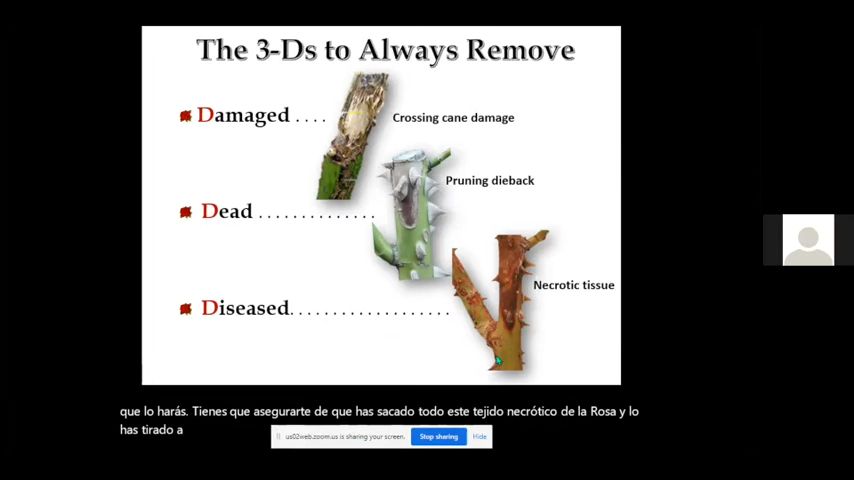 The 3-Ds to Always Remove
Damaged . . . .
Crossing cane damage
Pruning dieback
Dead . . . . . . . . . . . . . .
Necrotic tissue
Diseased. . . . . . . . . . . . . . . . . . .
que lo harás. Tienes que asegurarte de que has sacado todo este tejido necrótico de la Rosa y lo
has tirado a
us02web.zoom.us is sharing your screen. Stop sharing Hide